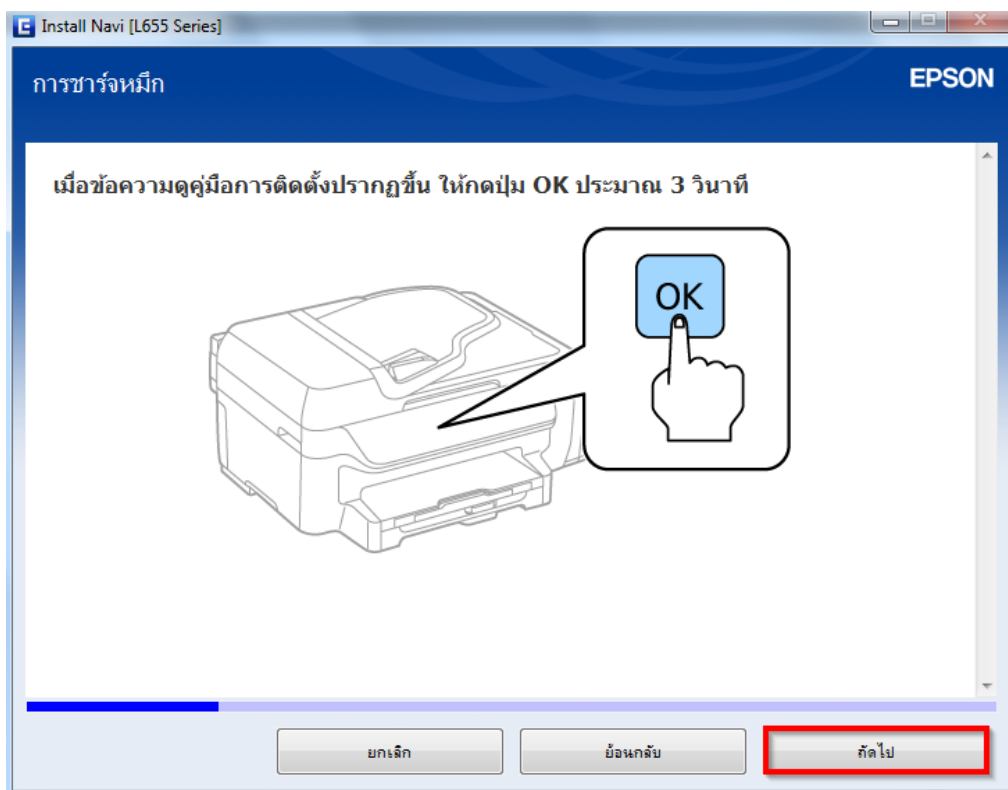 Install Navi [L655 Series]
การชาร์จหมึก
EPSON
เมื่อข้อความดูคู่มือการติดตั้งปรากฏขึ้น ให้กดปุ่ม OK ประมาณ 3 วินาที
OK
ยกเลิก
ย้อนกลับ
ถัดไป